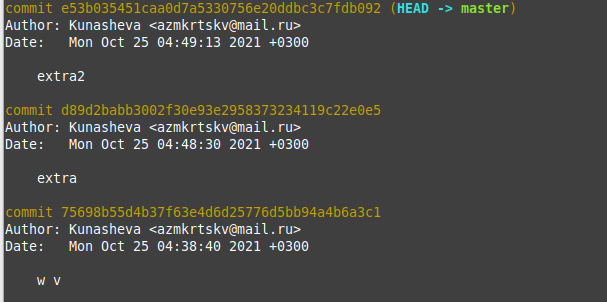 commit e53b035451caa0d7a5330756e20ddbc3c7fdb092 (HEAD -> master)
Author: Kunasheva <azmkrtskv@mail.ru>
Date:   Mon Oct 25 04:49:13 2021 +0300
extra2
commit d89d2babb3002f30e93e2958373234119c22e0e5
Author: Kunasheva <azmkrtskv@mail.ru>
Date:   Mon Oct 25 04:48:30 2021 +0300
extra
commit 75698b55d4b37f63e4d6d25776d5bb94a4b6a3c1
Author: Kunasheva <azmkrtskv@mail.ru>
Date:   Mon Oct 25 04:38:40 2021 +0300
w v